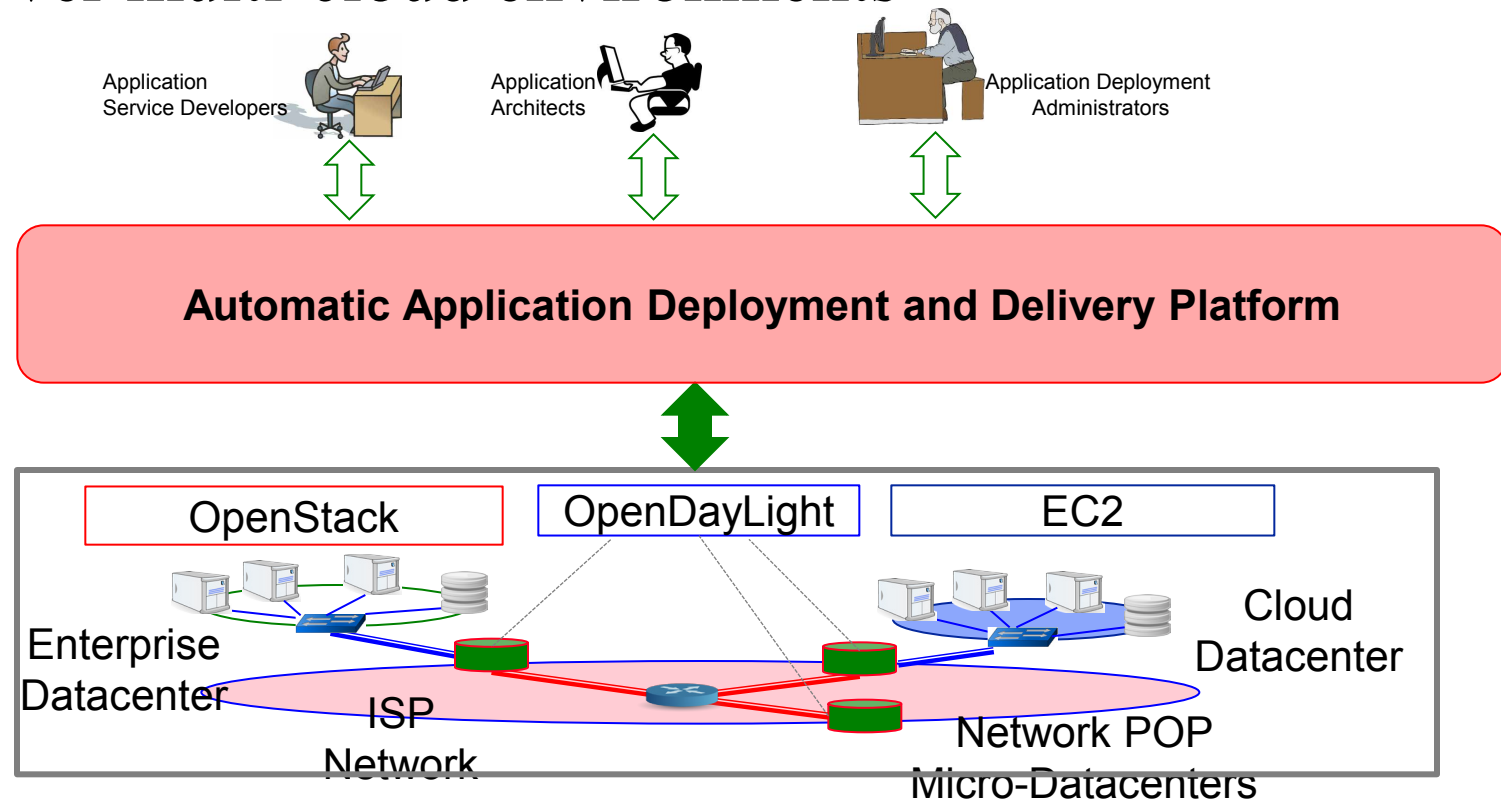 Application
Service Developers
Application
Architects
Application Deployment
Administrators
Automatic Application Deployment and Delivery Platform
OpenStack
OpenDayLight
EC2
Enterprise
Datacenter
Cloud
Datacenter
ISP
Network
Network POP
Micro-Datacenters